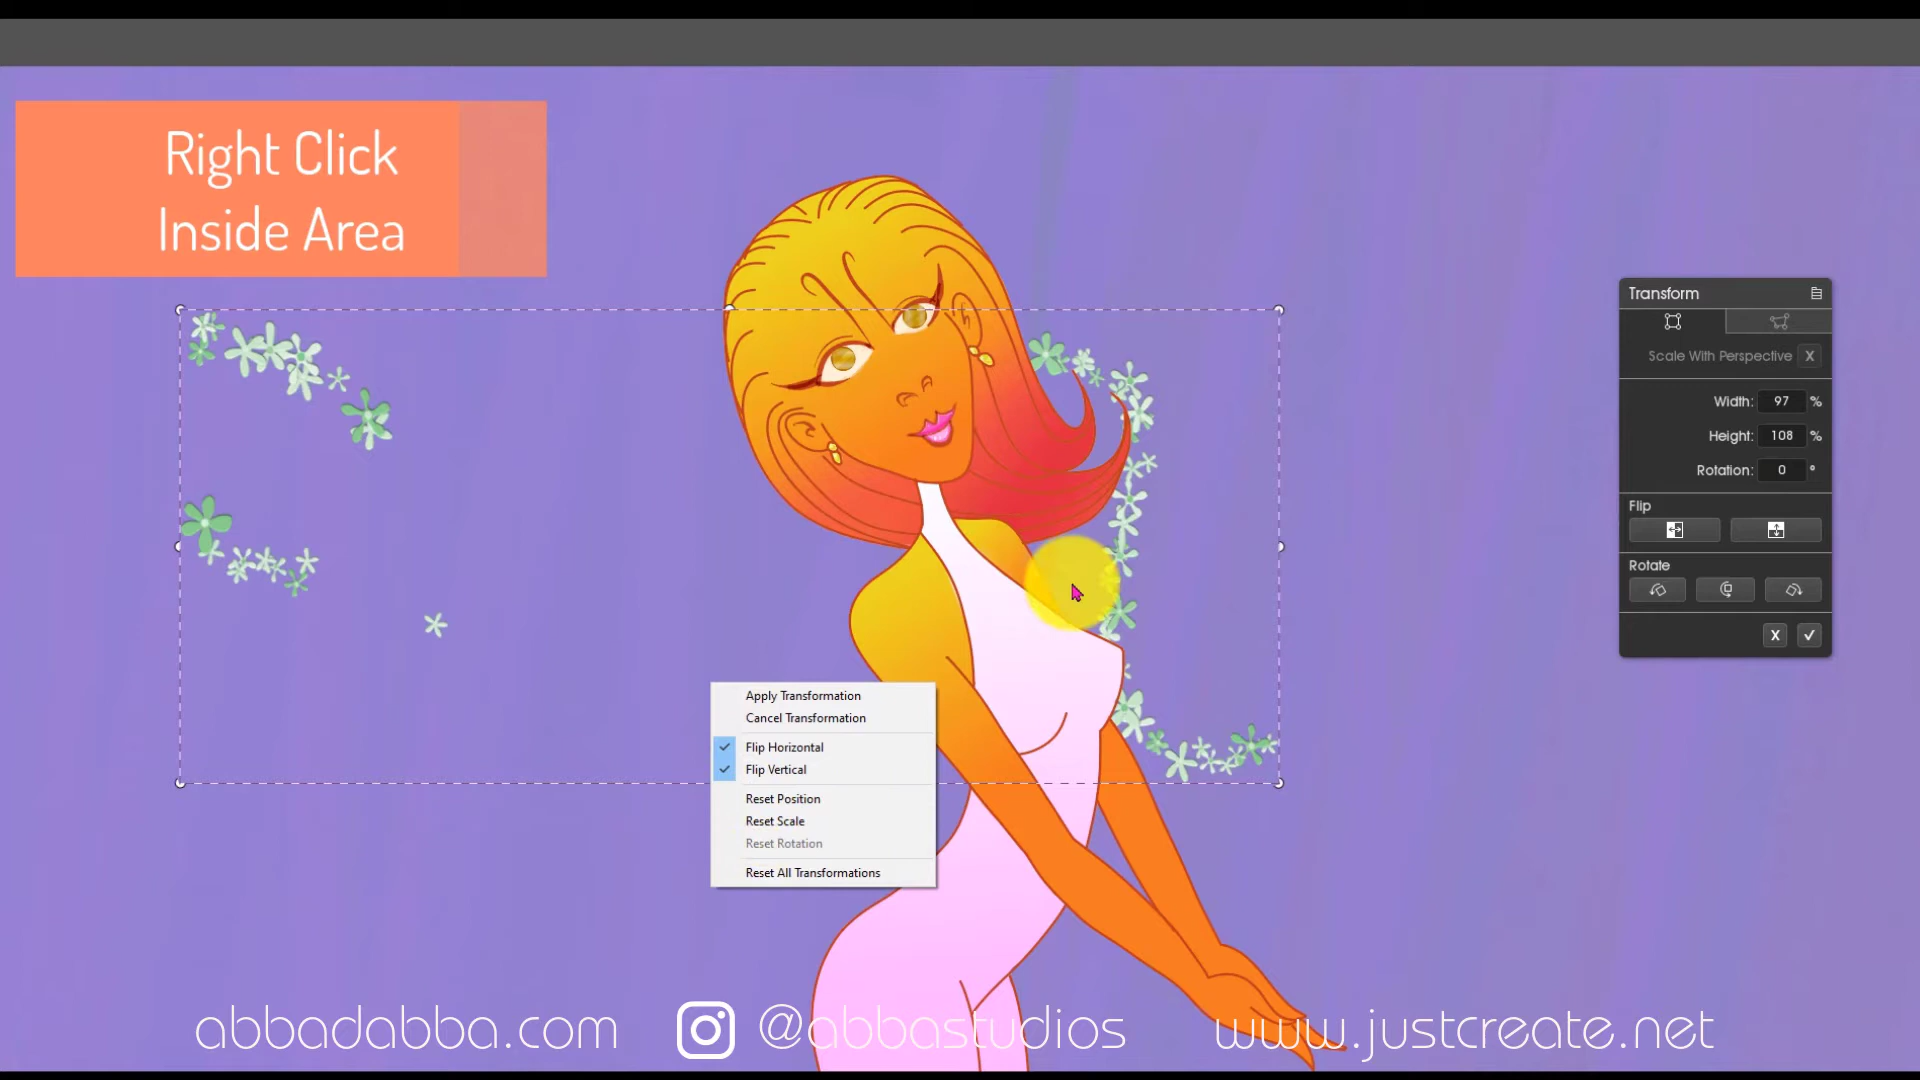 Right Click
Inside Area
Transform
Scale With Perspective X
Width: 97 %
Height: 108 %
Rotation: 0 °
Flip
Rotate
X
Apply Transformation
Cancel Transformation
Flip Horizontal
Flip Vertical
Reset Position
Reset Scale
Reset Rotation
Reset All Transformations
abbadabba.com @abbastudios www.justcreate.net